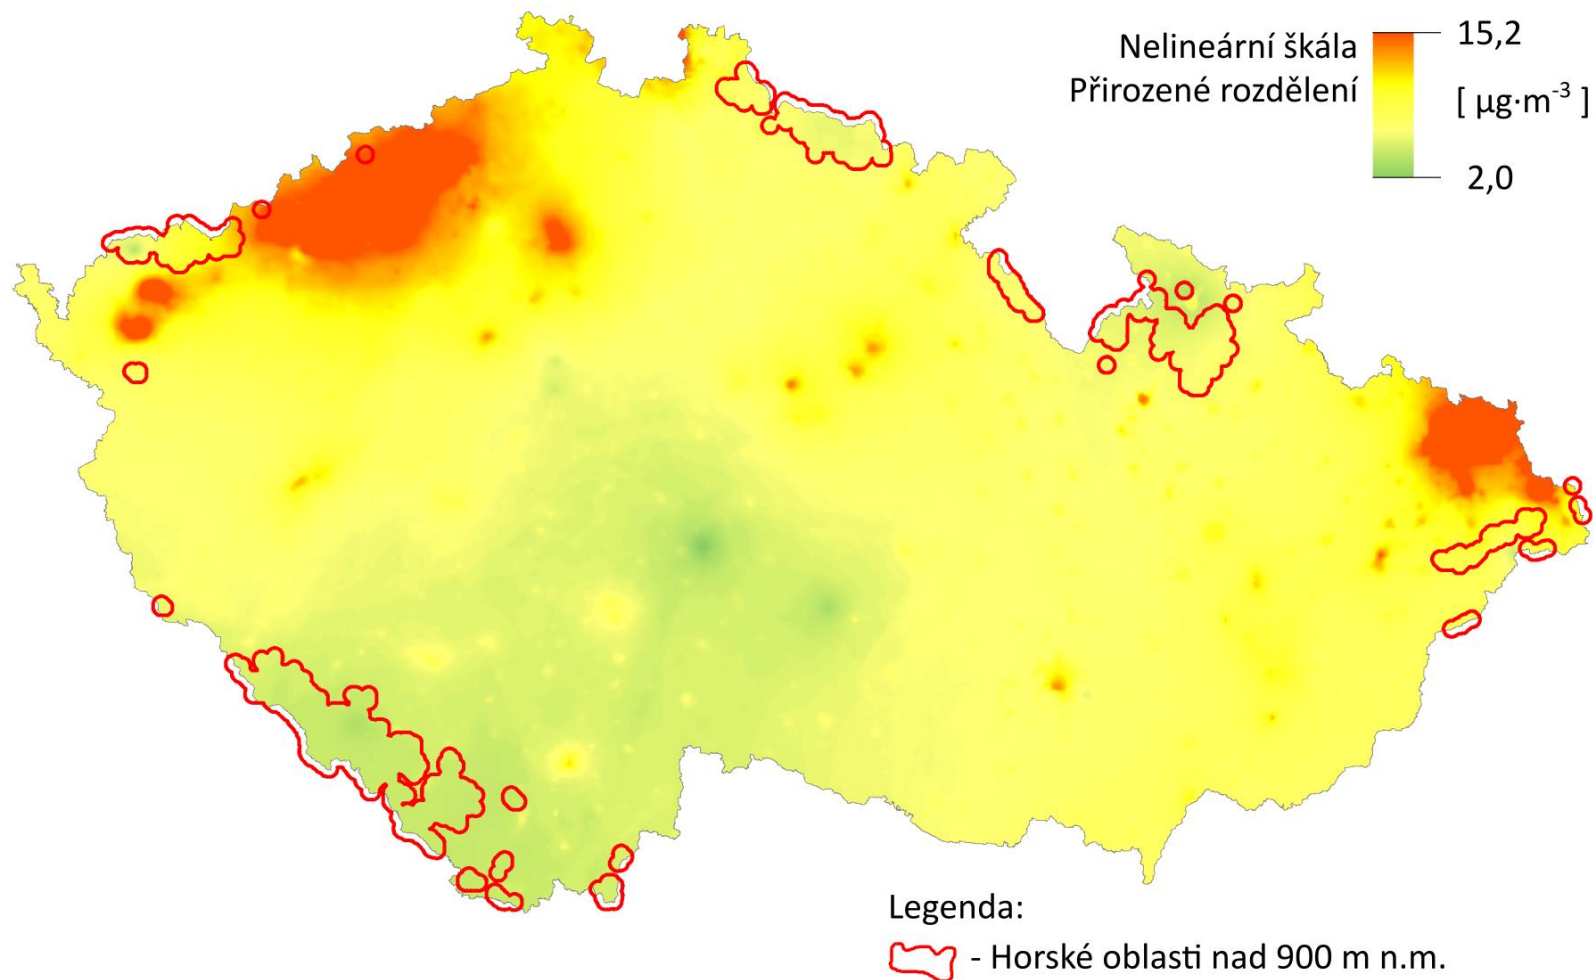 Nelineární škála
Přirozené rozdělení
15,2
[ µg·m⁻³ ]
2,0
Legenda:
- Horské oblasti nad 900 m n.m.